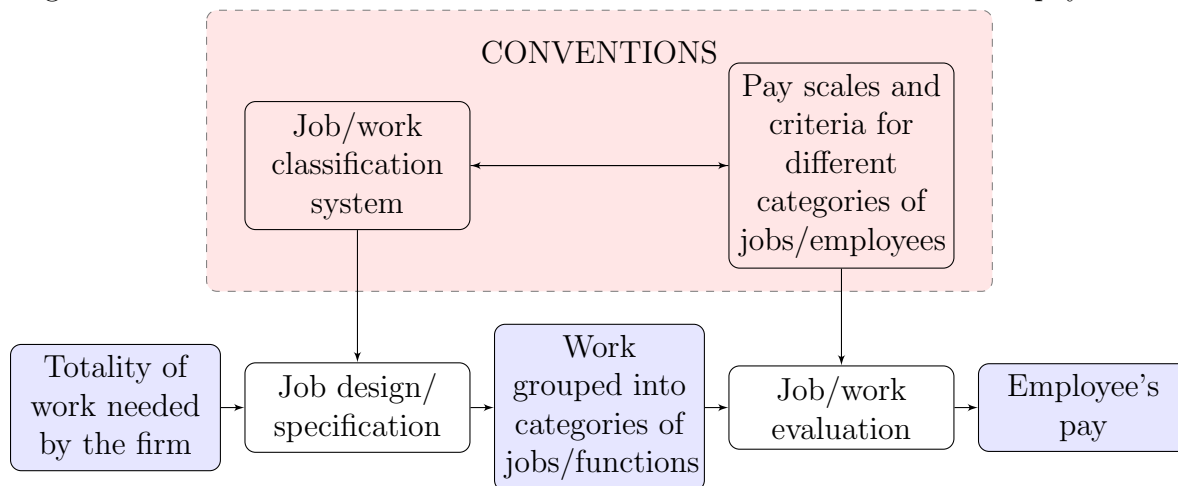 CONVENTIONS
Job/work
classification
system
Pay scales and
criteria for
different
categories of
jobs/employees
Totality of
work needed
by the firm
Job design/
specification
Work
grouped into
categories of
jobs/functions
Job/work
evaluation
Employee's
pay